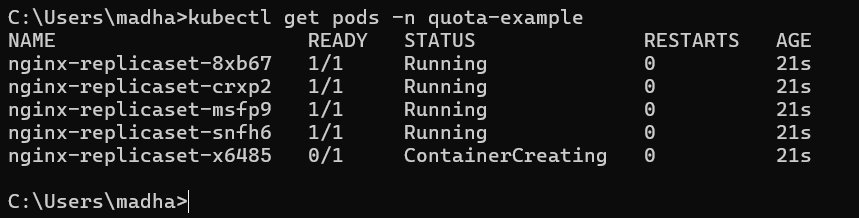 C:\Users\madha>kubectl get pods -n quota-example
NAME                     READY   STATUS              RESTARTS   AGE
nginx-replicaset-8xb67   1/1     Running             0          21s
nginx-replicaset-crxp2   1/1     Running             0          21s
nginx-replicaset-msfp9   1/1     Running             0          21s
nginx-replicaset-snfh6   1/1     Running             0          21s
nginx-replicaset-x6485   0/1     ContainerCreating   0          21s
C:\Users\madha>